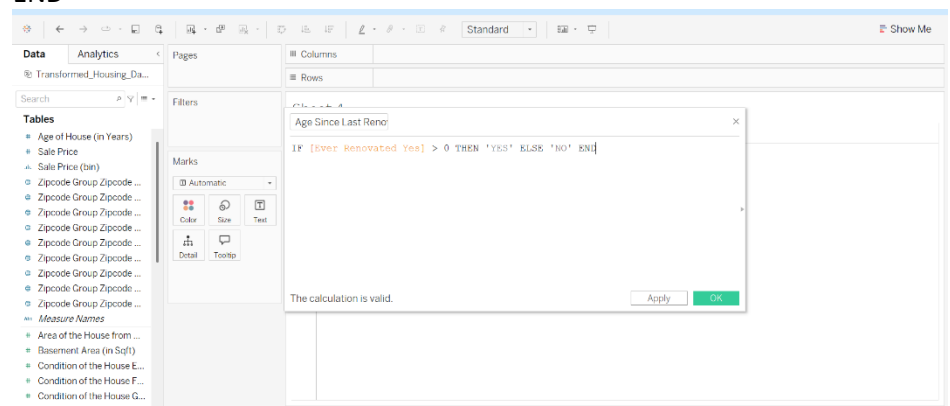 END
Standard
Show Me
Data Analytics
Pages
Columns
Transformed_Housing_Da...
Rows
Search
Filters
Tables
Age of House (in Years)
Sale Price
Sale Price (bin)
Zipcode Group Zipcode ...
Zipcode Group Zipcode ...
Zipcode Group Zipcode ...
Zipcode Group Zipcode ...
Zipcode Group Zipcode ...
Zipcode Group Zipcode ...
Zipcode Group Zipcode ...
Zipcode Group Zipcode ...
Zipcode Group Zipcode ...
Abc Measure Names
Area of the House from ...
Basement Area (in Sqft)
Condition of the House E...
Condition of the House F...
Condition of the House G...
Marks
Automatic
Color Size Text
Detail Tooltip
Age Since Last Reno
IF [Ever Renovated Yes] > 0 THEN 'YES' ELSE 'NO' END
The calculation is valid.
Apply OK